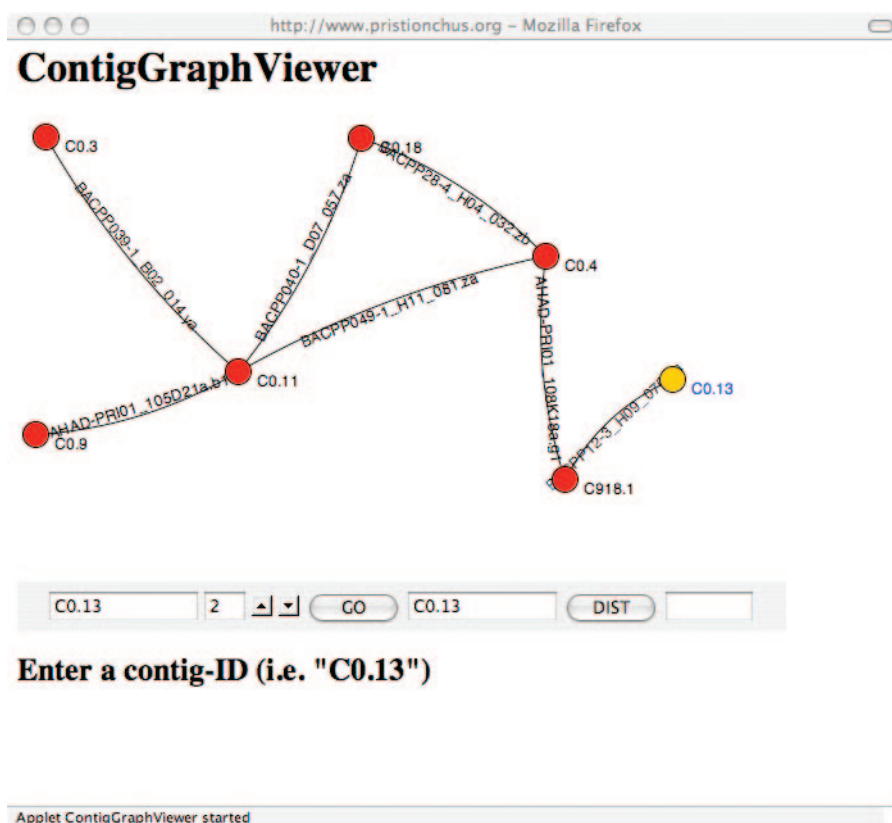 http://www.pristionchus.org – Mozilla Firefox
ContigGraphViewer
C0.3
C0.18
BACPP28-4_H04_032.zb
BACPP039-1_B02_014.ya
BACPP040-1_D07_057.za
C0.4
BACPP049-1_H11_081.za
AHAD-PRI01_108K18a.g1
C0.11
C0.13
AHAD-PRI01_105D21a.b1
C0.9
C918.1
C0.13
2
GO
C0.13
DIST
Enter a contig-ID (i.e. "C0.13")
Applet ContigGraphViewer started